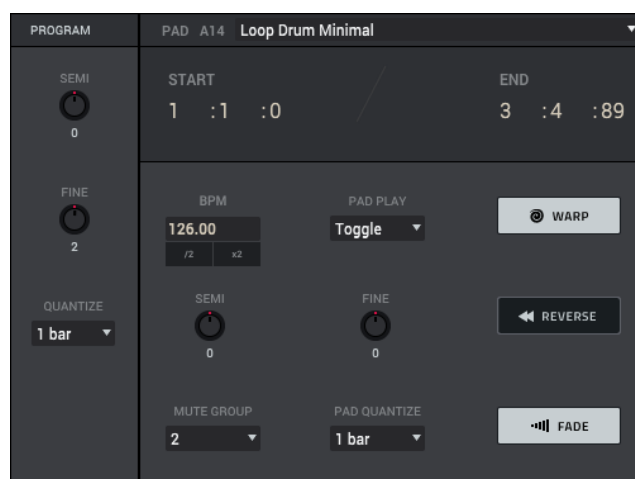 PROGRAM
PAD A14 Loop Drum Minimal
SEMI
0
FINE
2
QUANTIZE
1 bar
START
1 :1 :0
END
3 :4 :89
BPM
126.00
/2 x2
PAD PLAY
Toggle
WARP
SEMI
0
FINE
0
REVERSE
MUTE GROUP
2
PAD QUANTIZE
1 bar
FADE